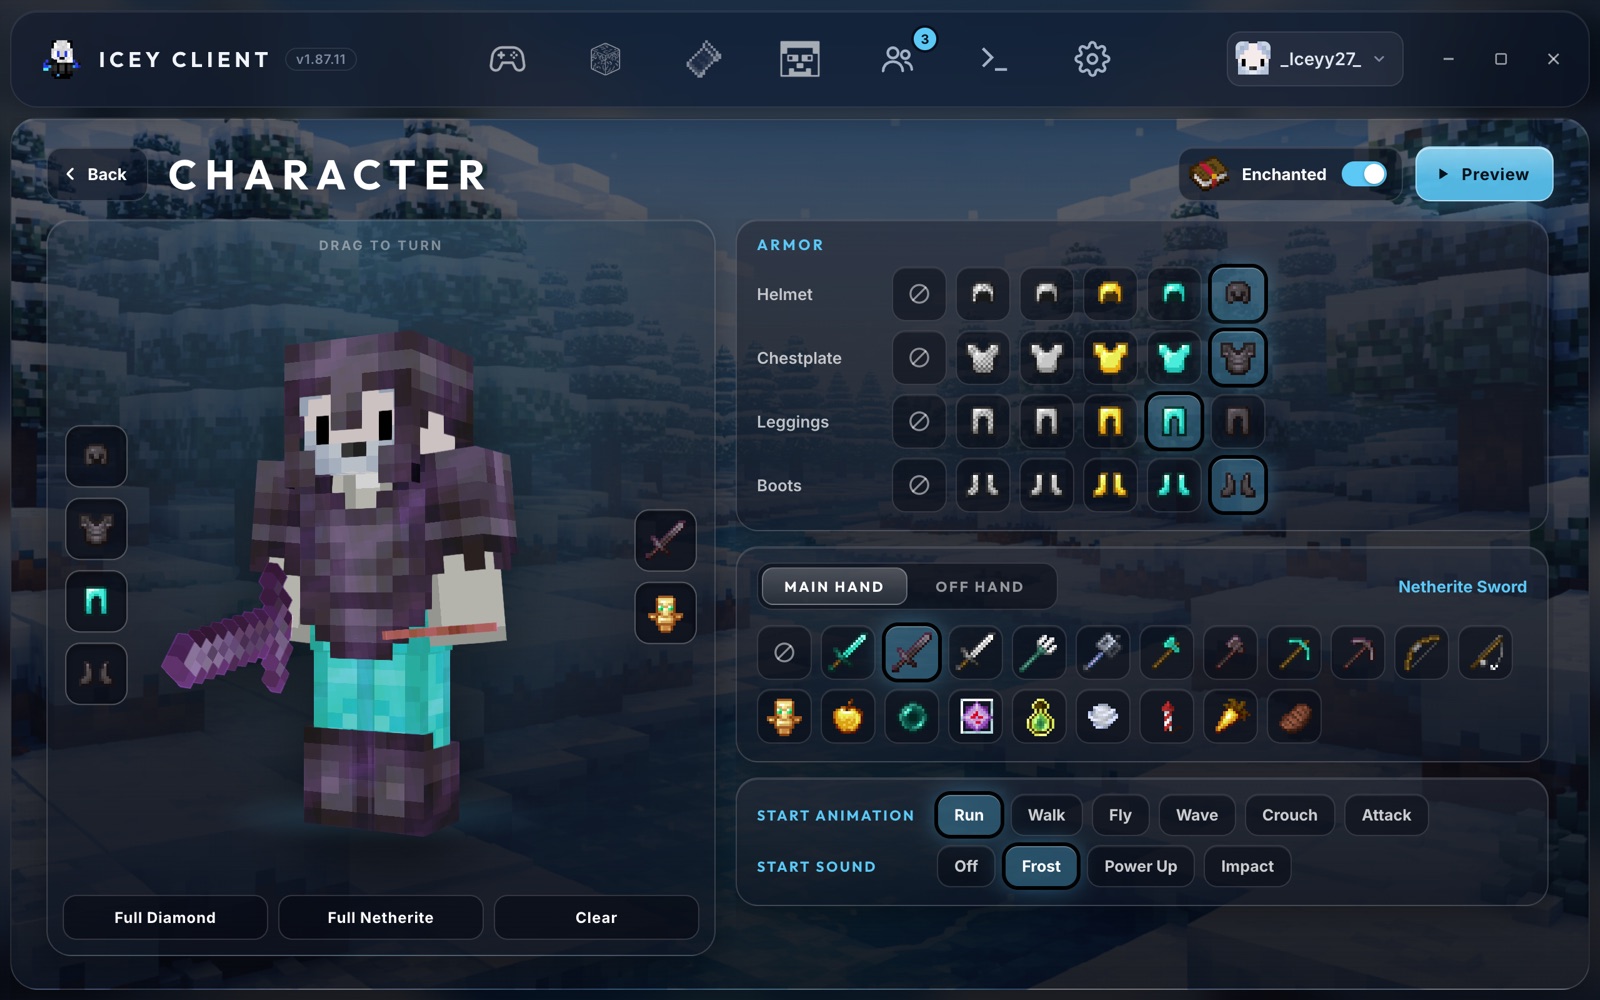 ICEY CLIENT v1.87.11
3
_Iceyy27_
Back
CHARACTER
Enchanted
Preview
DRAG TO TURN
Full Diamond
Full Netherite
Clear
ARMOR
Helmet
Chestplate
Leggings
Boots
MAIN HAND
OFF HAND
Netherite Sword
START ANIMATION
Run
Walk
Fly
Wave
Crouch
Attack
START SOUND
Off
Frost
Power Up
Impact